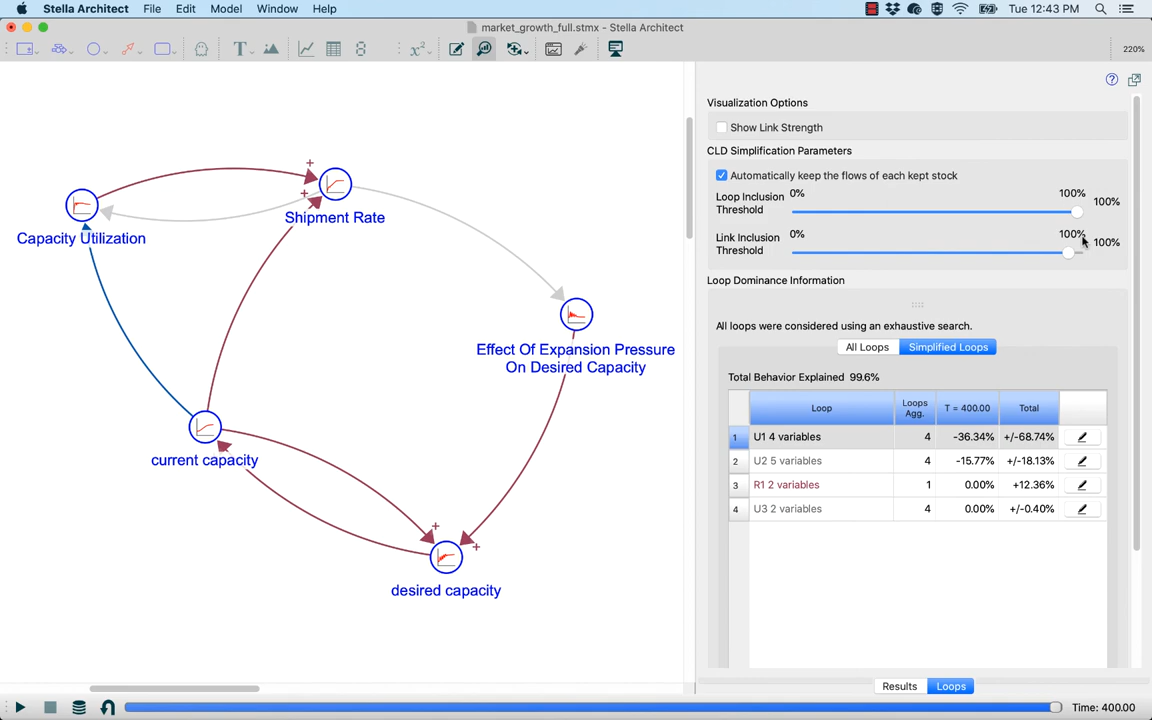 Stella Architect File Edit Model Window Help Tue 12:43 PM
market_growth_full.stmx - Stella Architect
220%
Visualization Options
Show Link Strength
CLD Simplification Parameters
Automatically keep the flows of each kept stock
Loop Inclusion Threshold 0% 100% 100%
Link Inclusion Threshold 0% 100% 100%
Loop Dominance Information
All loops were considered using an exhaustive search.
All Loops Simplified Loops
Total Behavior Explained 99.6%
Loop Loops Agg. T = 400.00 Total
1 U1 4 variables 4 -36.34% +/-68.74%
2 U2 5 variables 4 -15.77% +/-18.13%
3 R1 2 variables 1 0.00% +12.36%
4 U3 2 variables 4 0.00% +/-0.40%
Results Loops
+
+
Shipment Rate
Capacity Utilization
Effect Of Expansion Pressure
On Desired Capacity
current capacity
+
+
desired capacity
Time: 400.00